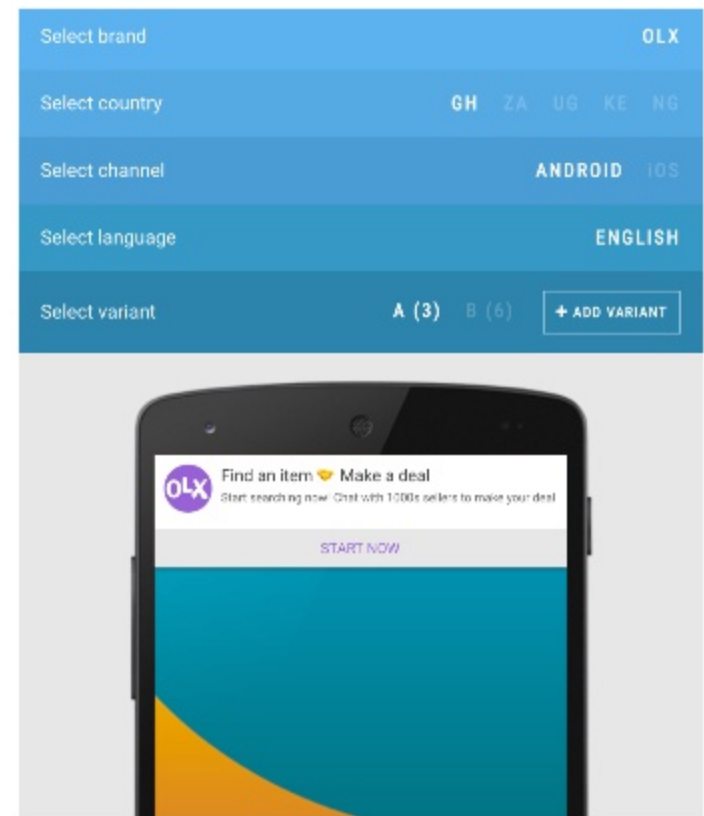 Select brand OLX
Select country GH ZA UG KE NG
Select channel ANDROID iOS
Select language ENGLISH
Select variant A (3) B (6) + ADD VARIANT
OLX Find an item 🤝 Make a deal
Start searching now! Chat with 1000s sellers to make your deal
START NOW